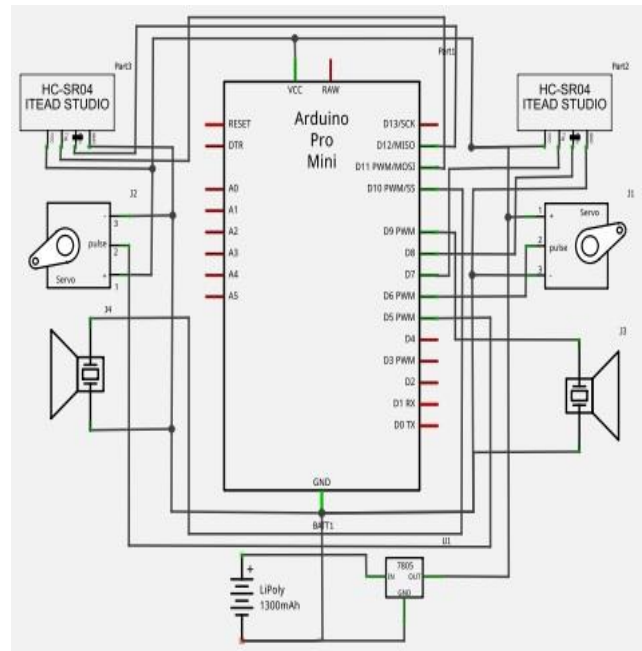 Part3
Part1
Part2
HC-SR04
ITEAD STUDIO
HC-SR04
ITEAD STUDIO
VCC
RAW
Arduino
Pro
Mini
RESET
DTR
A0
A1
A2
A3
A4
A5
D13/SCK
D12/MISO
D11 PWM/MOSI
D10 PWM/SS
D9 PWM
D8
D7
D6 PWM
D5 PWM
D4
D3 PWM
D2
D1 RX
D0 TX
GND
J2
-
3
pulse
2
+
1
Servo
J1
Servo
1
+
2
pulse
3
-
J4
J3
BATT1
+
LiPoly
1300mAh
U1
7805
IN
OUT
GND